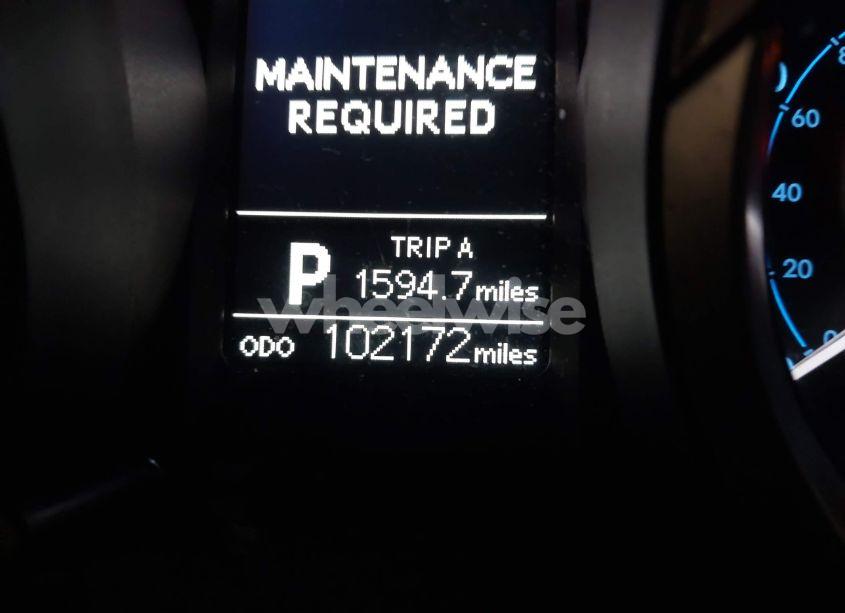 MAINTENANCE
REQUIRED
P
TRIP A
1594.7 miles
wheelwise
ODO 102172 miles
60
40
20